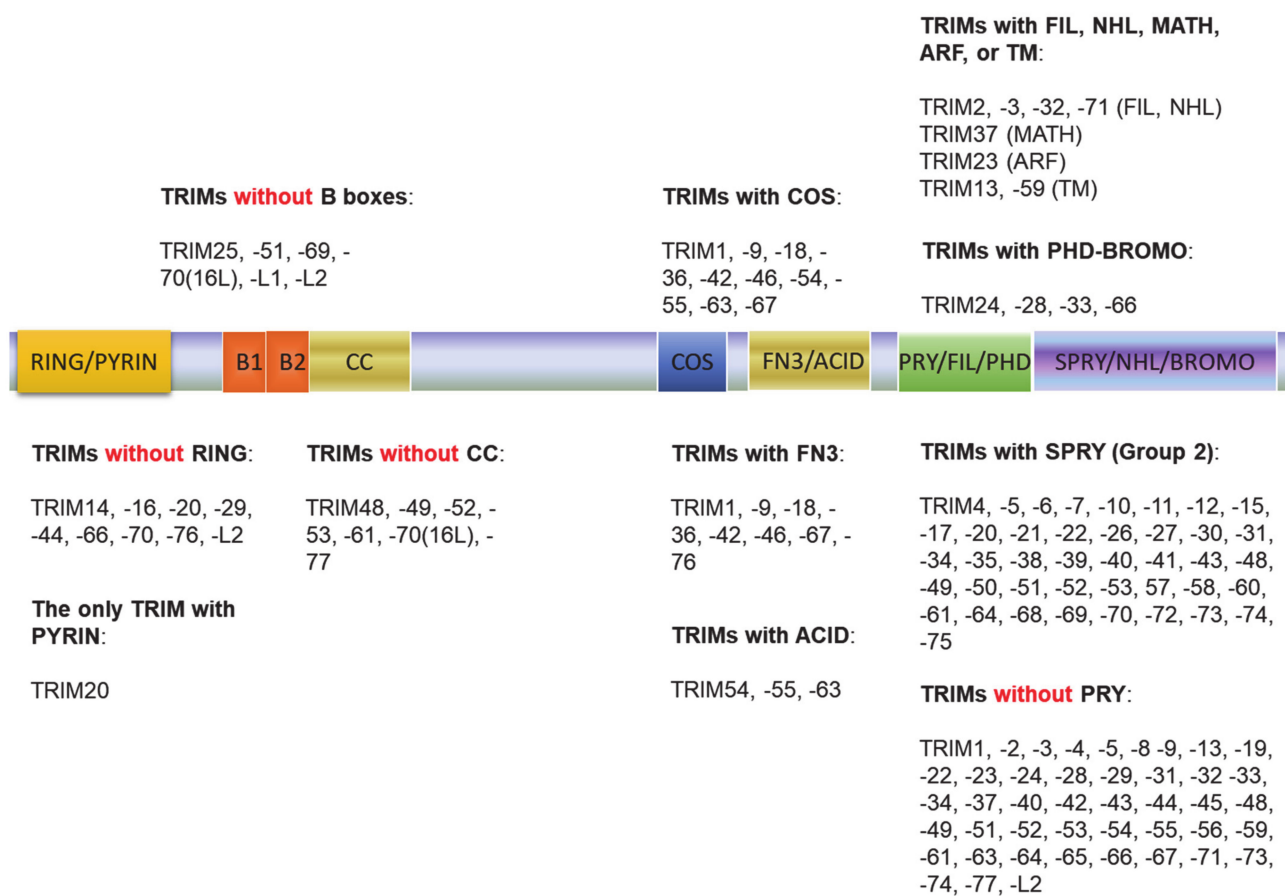 TRIMs with FIL, NHL, MATH,
ARF, or TM:
TRIM2, -3, -32, -71 (FIL, NHL)
TRIM37 (MATH)
TRIM23 (ARF)
TRIM13, -59 (TM)
TRIMs without B boxes:
TRIM25, -51, -69, -
70(16L), -L1, -L2
TRIMs with COS:
TRIM1, -9, -18, -
36, -42, -46, -54, -
55, -63, -67
TRIMs with PHD-BROMO:
TRIM24, -28, -33, -66
RING/PYRIN B1 B2 CC COS FN3/ACID PRY/FIL/PHD SPRY/NHL/BROMO
TRIMs without RING:
TRIM14, -16, -20, -29,
-44, -66, -70, -76, -L2
The only TRIM with
PYRIN:
TRIM20
TRIMs without CC:
TRIM48, -49, -52, -
53, -61, -70(16L), -
77
TRIMs with FN3:
TRIM1, -9, -18, -
36, -42, -46, -67, -
76
TRIMs with ACID:
TRIM54, -55, -63
TRIMs with SPRY (Group 2):
TRIM4, -5, -6, -7, -10, -11, -12, -15,
-17, -20, -21, -22, -26, -27, -30, -31,
-34, -35, -38, -39, -40, -41, -43, -48,
-49, -50, -51, -52, -53, 57, -58, -60,
-61, -64, -68, -69, -70, -72, -73, -74,
-75
TRIMs without PRY:
TRIM1, -2, -3, -4, -5, -8 -9, -13, -19,
-22, -23, -24, -28, -29, -31, -32 -33,
-34, -37, -40, -42, -43, -44, -45, -48,
-49, -51, -52, -53, -54, -55, -56, -59,
-61, -63, -64, -65, -66, -67, -71, -73,
-74, -77, -L2